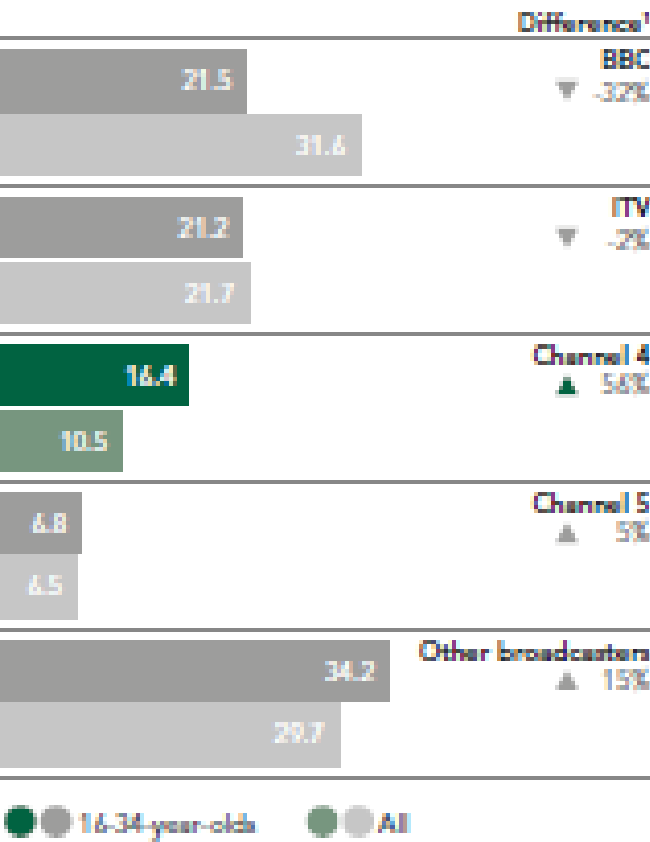 Difference¹
BBC
21.5
-32%
31.6
ITV
21.2
-2%
21.7
Channel 4
16.4
56%
10.5
Channel 5
6.8
5%
6.5
Other broadcasters
34.2
15%
29.7
16-34-year-olds All